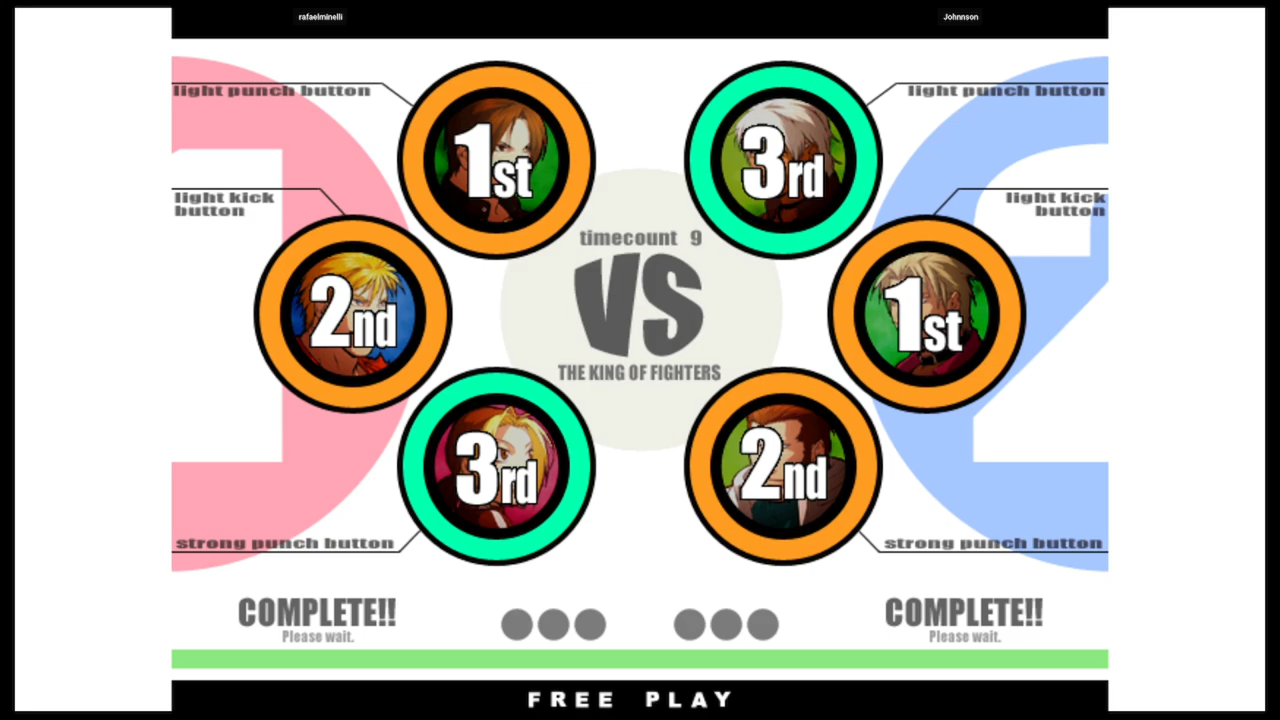 rafaelminelli
Johnnson
light punch button
1st
3rd
light punch button
light kick
button
light kick
button
timecount 9
VS
THE KING OF FIGHTERS
2nd
1st
3rd
2nd
strong punch button
strong punch button
COMPLETE!!
Please wait.
COMPLETE!!
Please wait.
FREE PLAY